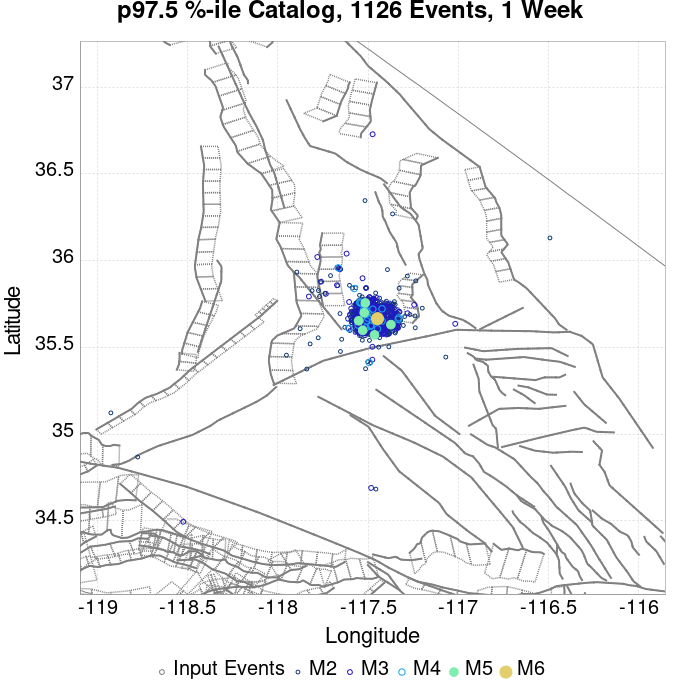 p97.5 %-ile Catalog, 1126 Events, 1 Week
37
36.5
36
35.5
35
34.5
Latitude
-119
-118.5
-118
-117.5
-117
-116.5
-116
Longitude
Input Events
M2
M3
M4
M5
M6